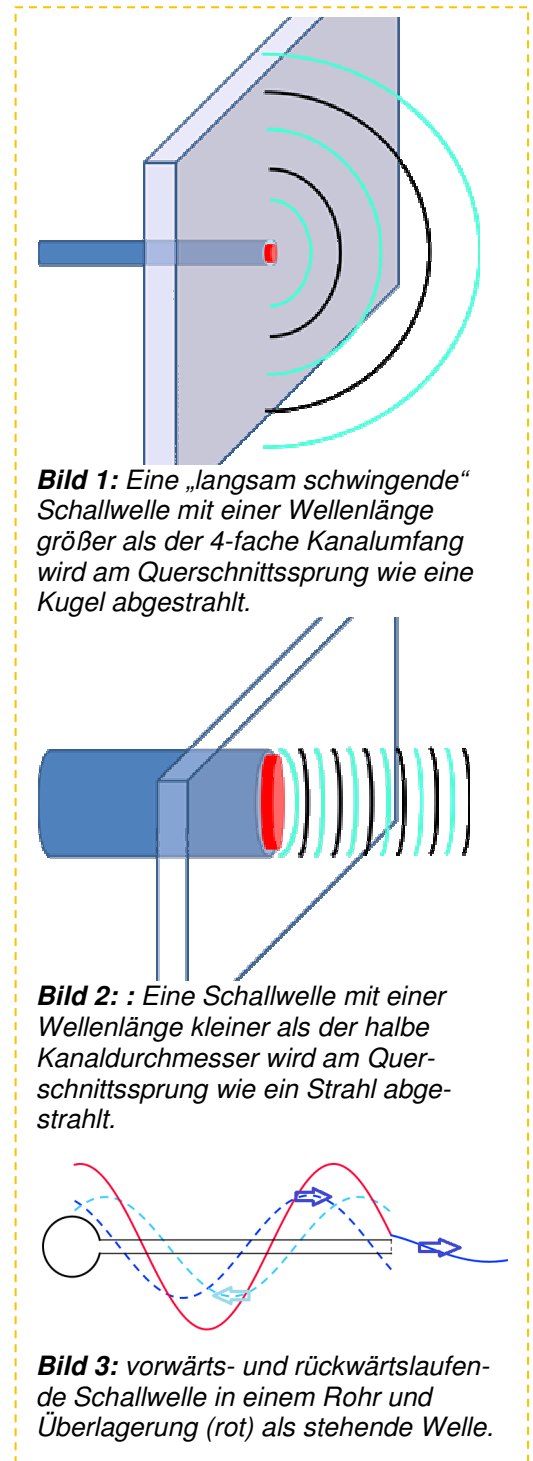 Bild 1: Eine „langsam schwingende“
Schallwelle mit einer Wellenlänge
größer als der 4-fache Kanalumfang
wird am Querschnittssprung wie eine
Kugel abgestrahlt.
Bild 2: : Eine Schallwelle mit einer
Wellenlänge kleiner als der halbe
Kanaldurchmesser wird am Quer-
schnittssprung wie ein Strahl abge-
strahlt.
Bild 3: vorwärts- und rückwärtslaufen-
de Schallwelle in einem Rohr und
Überlagerung (rot) als stehende Welle.